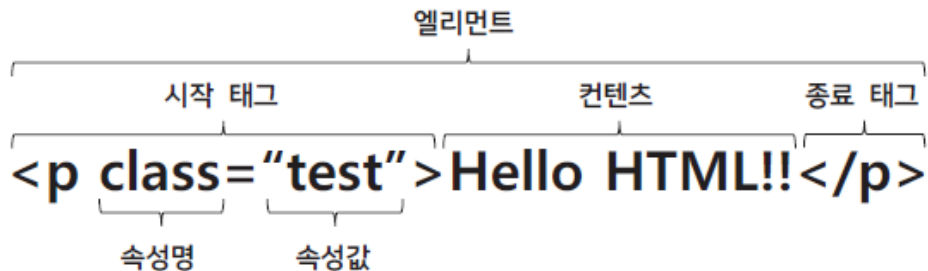 엘리먼트
시작 태그 컨텐츠 종료 태그
<p class=“test”>Hello HTML!!</p>
속성명 속성값